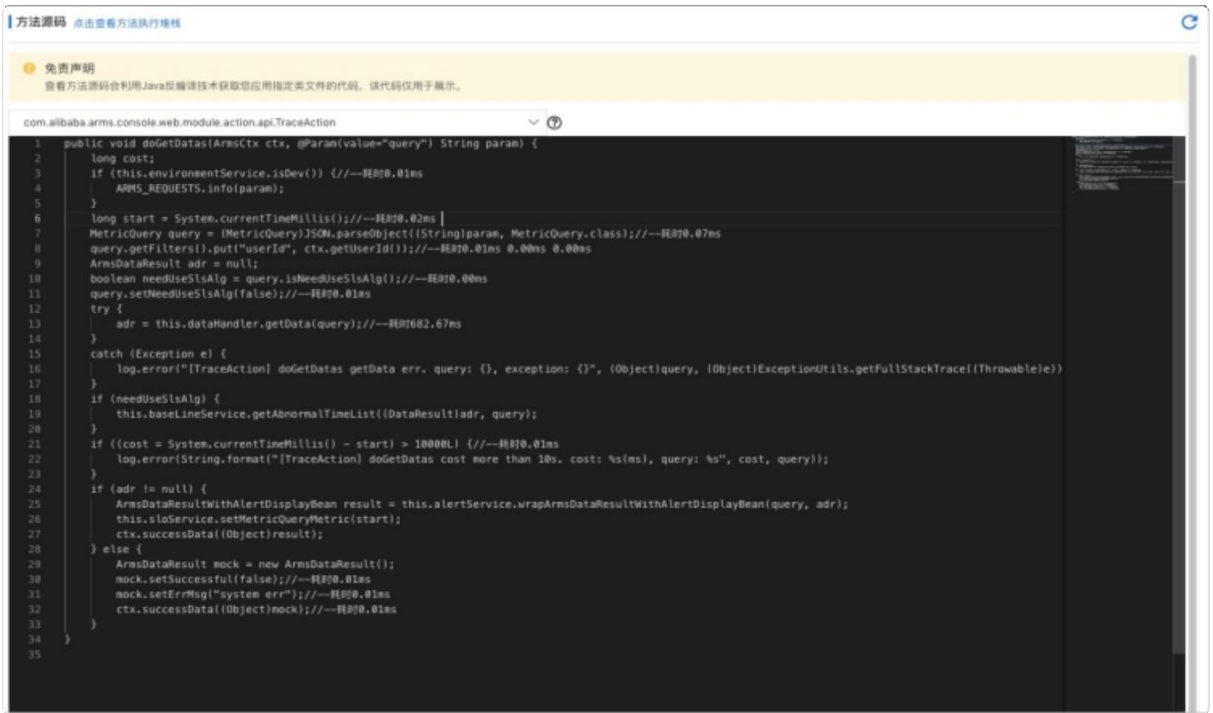 方法源码 点击查看方法执行堆栈
免责声明
查看方法源码会利用Java反编译技术获取您应用指定类文件的代码。该代码仅用于展示。
com.alibaba.arms.console.web.module.action.api.TraceAction
1 public void doGetDatas(ArmsCtx ctx, @Param(value="query") String param) {
2 long cost;
3 if (this.environmentService.isDev()) {//——耗时0.01ms
4 ARMS_REQUESTS.info(param);
5 }
6 long start = System.currentTimeMillis();//——耗时0.02ms
7 MetricQuery query = (MetricQuery)JSON.parseObject((String)param, MetricQuery.class);//——耗时0.07ms
8 query.getFilters().put("userId", ctx.getUserId());//——耗时0.01ms 0.00ms 0.00ms
9 ArmsDataResult adr = null;
10 boolean needUseSlsAlg = query.isNeedUseSlsAlg();//——耗时0.00ms
11 query.setNeedUseSlsAlg(false);//——耗时0.01ms
12 try {
13 adr = this.dataHandler.getData(query);//——耗时682.67ms
14 }
15 catch (Exception e) {
16 log.error("[TraceAction] doGetDatas getData err. query: {}, exception: {}", (Object)query, (Object)ExceptionUtils.getFullStackTrace((Throwable)e))
17 }
18 if (needUseSlsAlg) {
19 this.baseLineService.getAbnormalTimeList((DataResult)adr, query);
20 }
21 if ((cost = System.currentTimeMillis() - start) > 10000L) {//——耗时0.01ms
22 log.error(String.format("[TraceAction] doGetDatas cost more than 10s. cost: %s(ms), query: %s", cost, query));
23 }
24 if (adr != null) {
25 ArmsDataResultWithAlertDisplayBean result = this.alertService.wrapArmsDataResultWithAlertDisplayBean(query, adr);
26 this.sloService.setMetricQueryMetric(start);
27 ctx.successData((Object)result);
28 } else {
29 ArmsDataResult mock = new ArmsDataResult();
30 mock.setSuccessful(false);//——耗时0.01ms
31 mock.setErrMsg("system err");//——耗时0.01ms
32 ctx.successData((Object)mock);//——耗时0.01ms
33 }
34 }
35